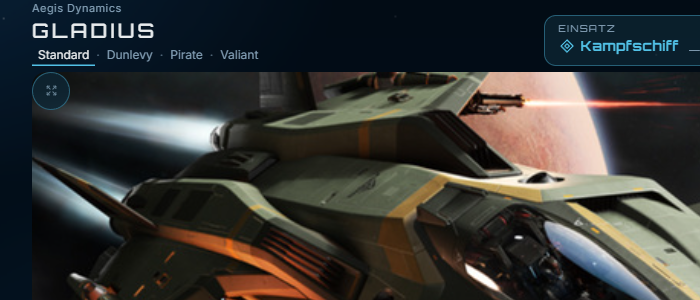 Aegis Dynamics
GLADIUS
Standard · Dunlevy · Pirate · Valiant
EINSATZ
Kampfschiff